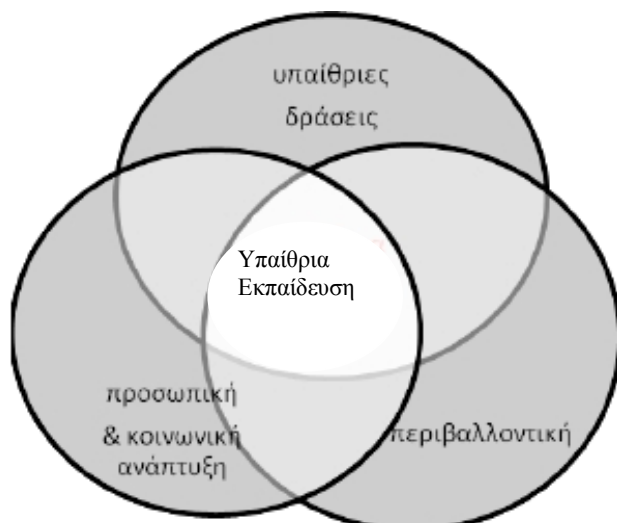 υπαίθριες
δράσεις
Υπαίθρια
Εκπαίδευση
προσωπική
& κοινωνική
ανάπτυξη
περιβαλλοντική